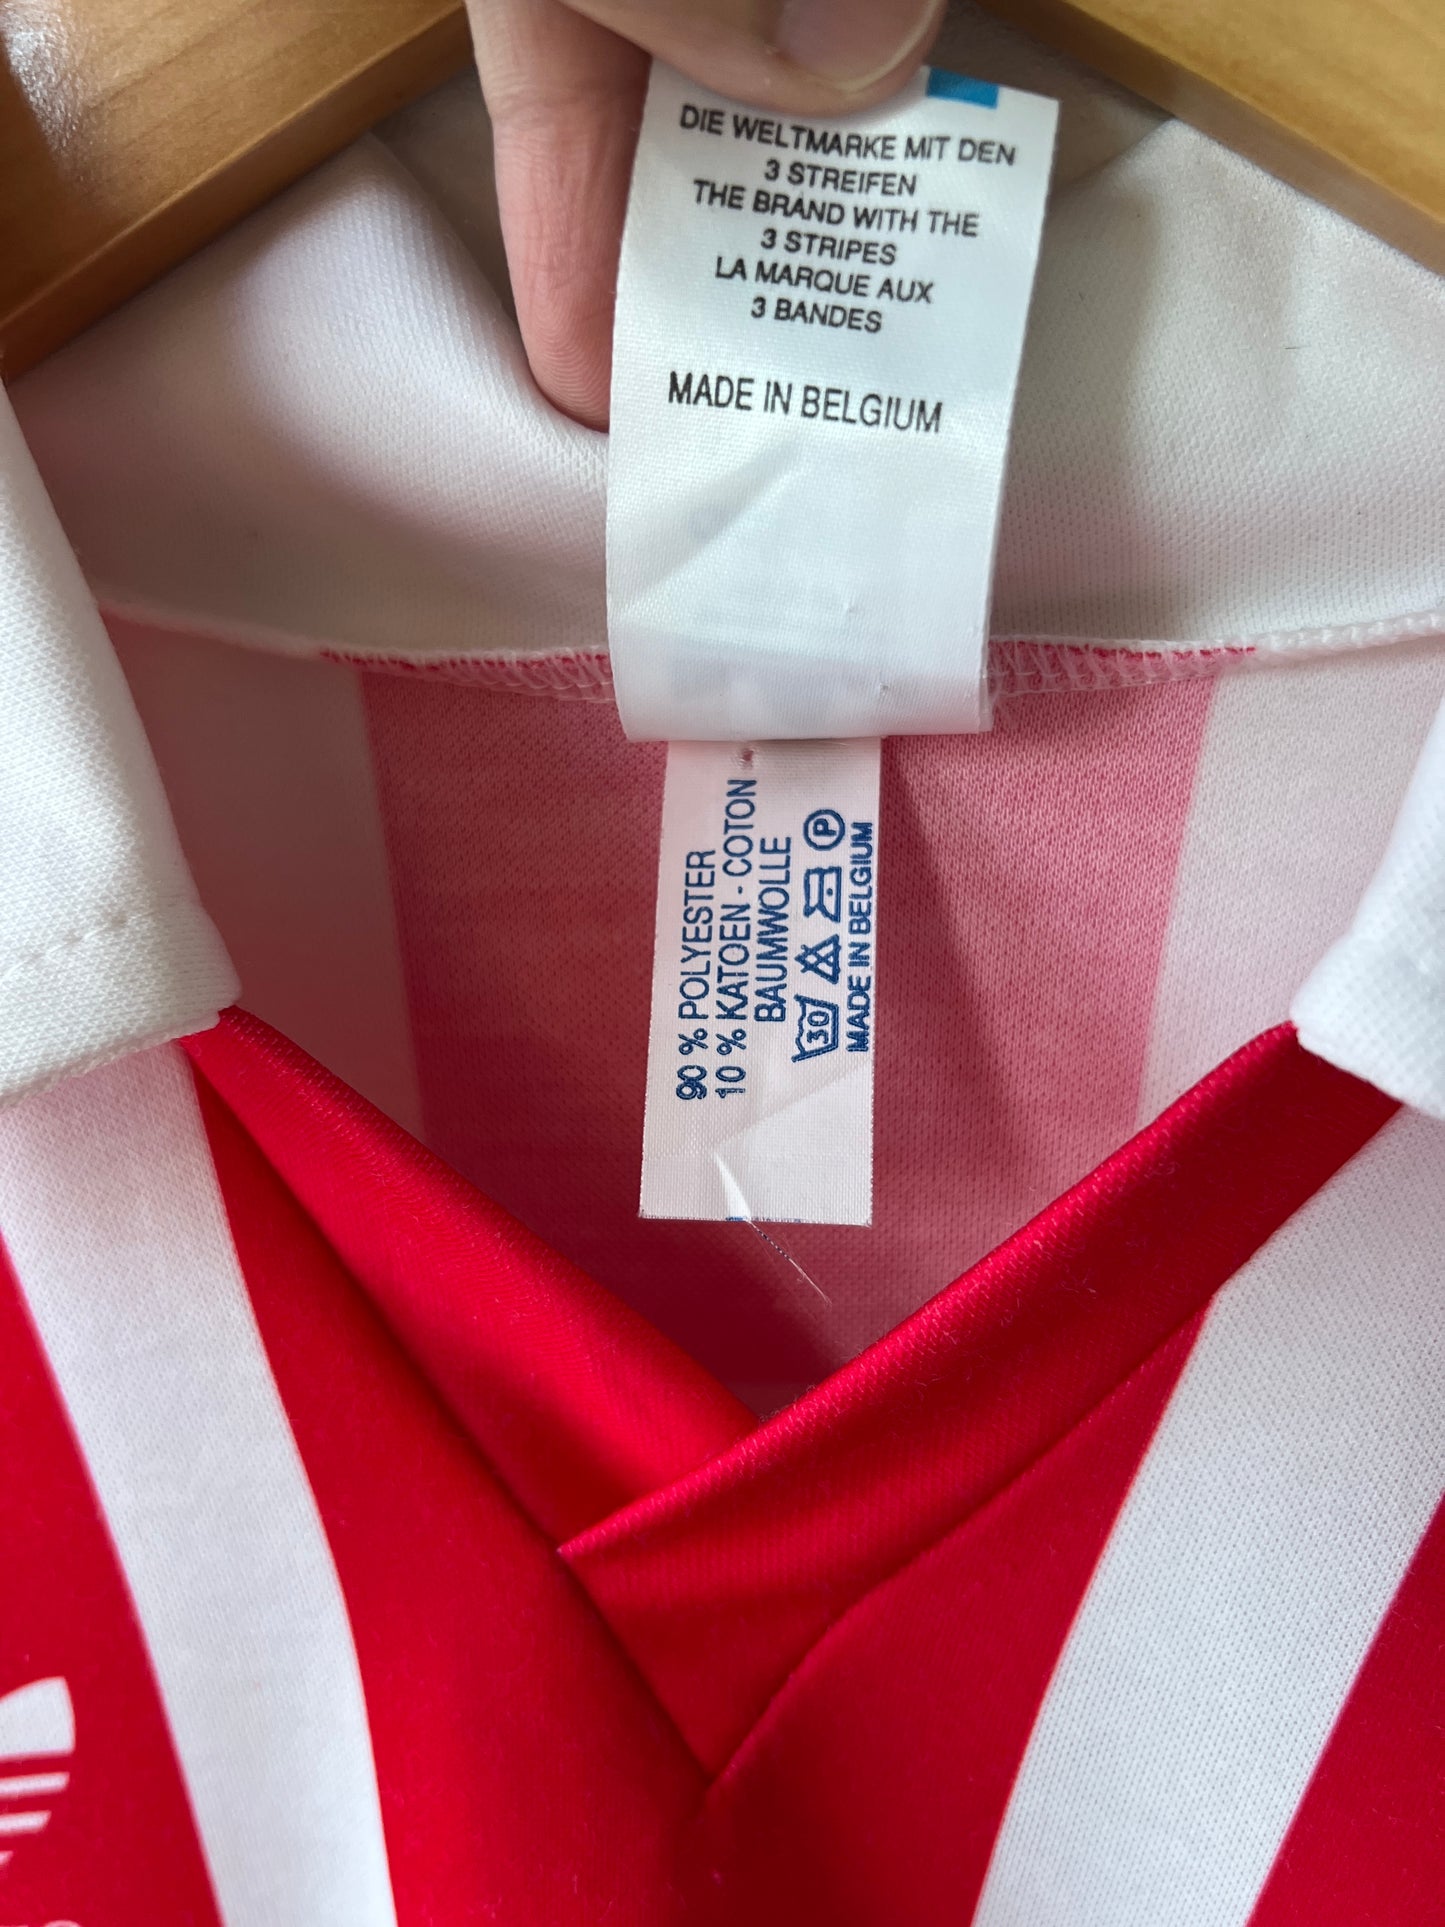 DIE WELTMARKE MIT DEN
3 STREIFEN
THE BRAND WITH THE
3 STRIPES
LA MARQUE AUX
3 BANDES
MADE IN BELGIUM
90 % POLYESTER
10 % KATOEN - COTON
BAUMWOLLE
30 P
MADE IN BELGIUM